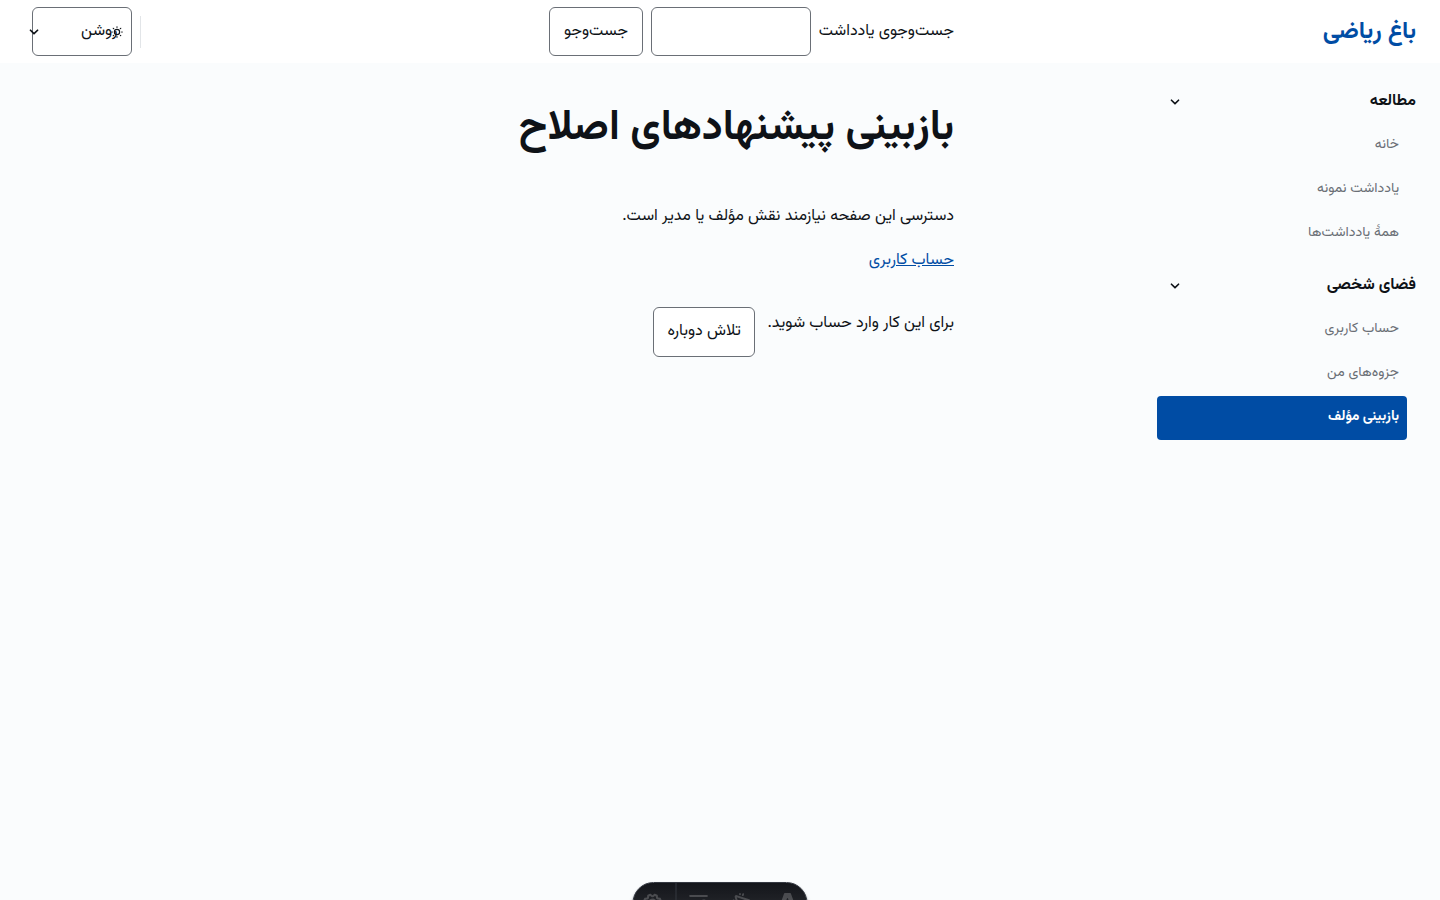 باغ ریاضی
جست‌وجوی یادداشت
جست‌وجو
روشن
مطالعه
خانه
یادداشت نمونه
همهٔ یادداشت‌ها
فضای شخصی
حساب کاربری
جزوه‌های من
بازبینی مؤلف
بازبینی پیشنهادهای اصلاح
دسترسی این صفحه نیازمند نقش مؤلف یا مدیر است.
حساب کاربری
برای این کار وارد حساب شوید.
تلاش دوباره